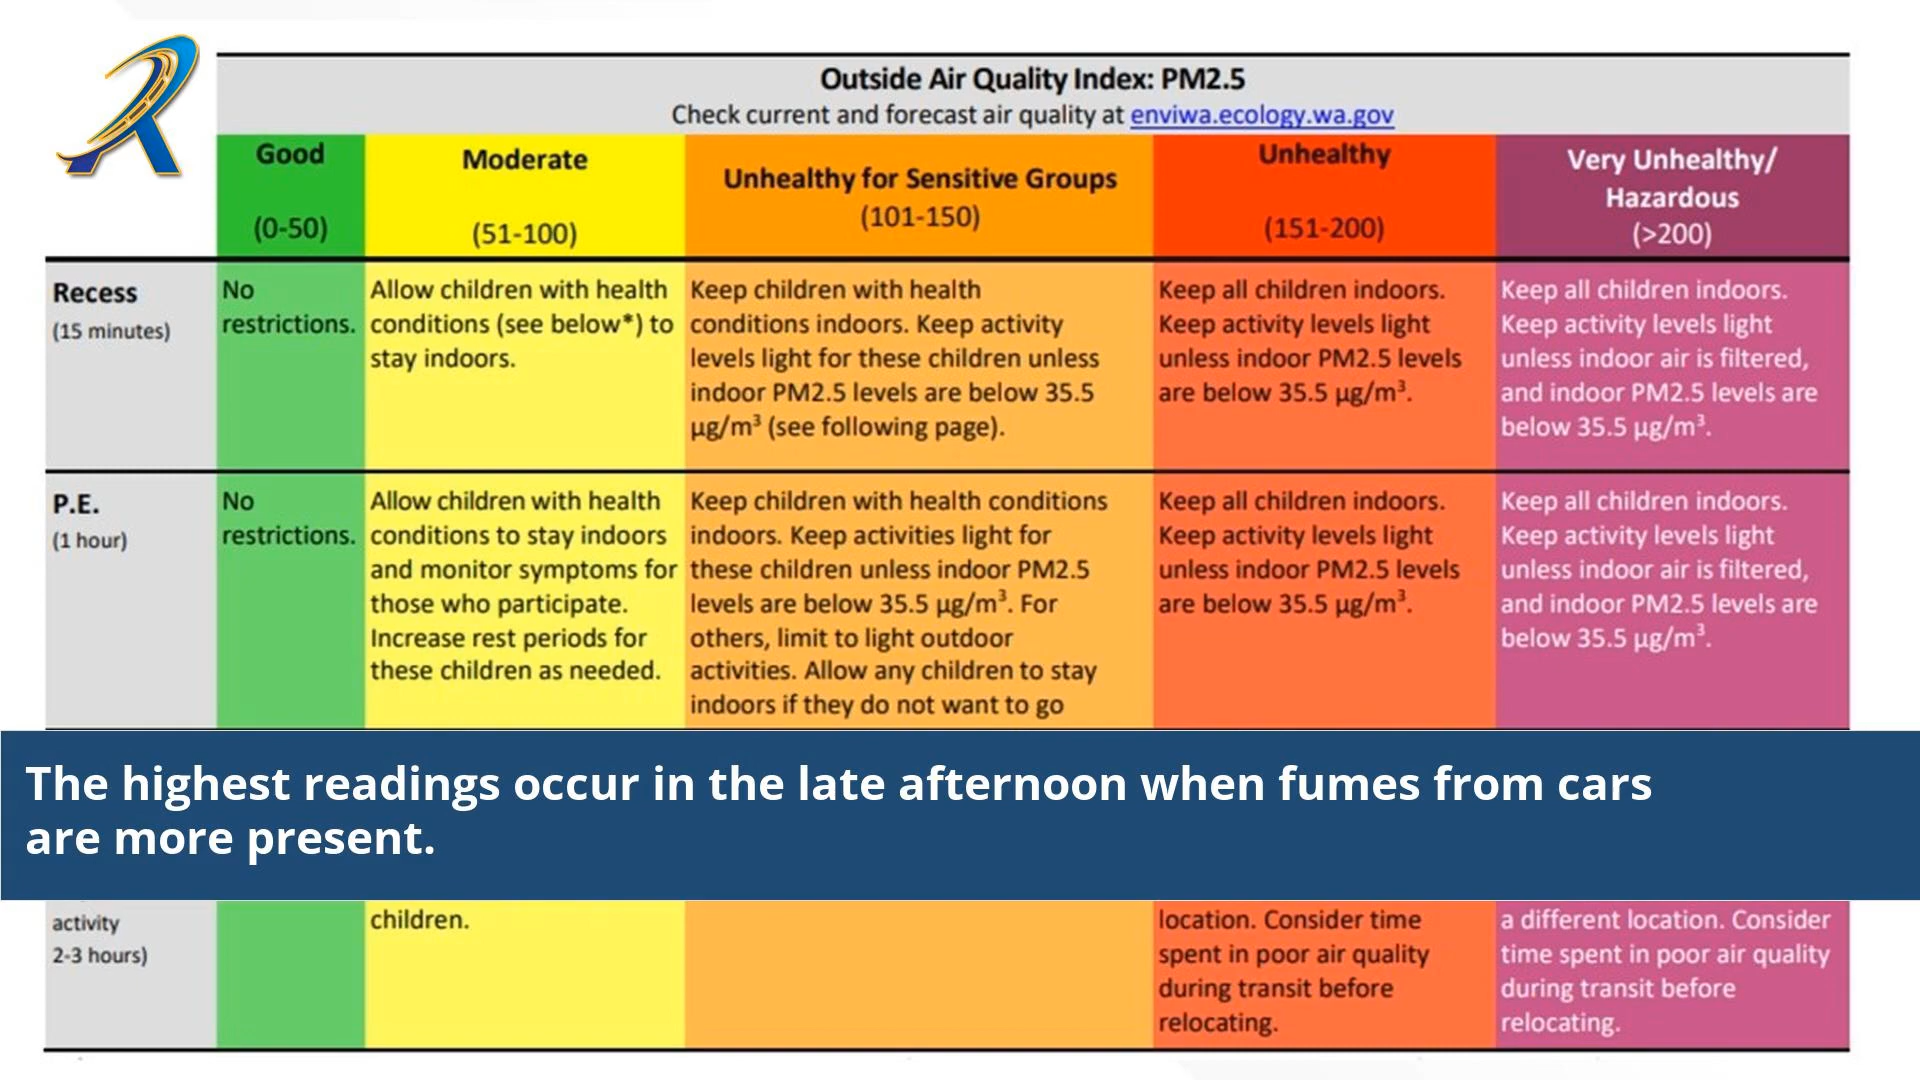 Outside Air Quality Index: PM2.5
Check current and forecast air quality at enviwa.ecology.wa.gov
Good
(0-50)
Moderate
(51-100)
Unhealthy for Sensitive Groups
(101-150)
Unhealthy
(151-200)
Very Unhealthy/
Hazardous
(>200)
Recess
(15 minutes)
No
restrictions.
Allow children with health
conditions (see below*) to
stay indoors.
Keep children with health
conditions indoors. Keep activity
levels light for these children unless
indoor PM2.5 levels are below 35.5
µg/m³ (see following page).
Keep all children indoors.
Keep activity levels light
unless indoor PM2.5 levels
are below 35.5 µg/m³.
Keep all children indoors.
Keep activity levels light
unless indoor air is filtered,
and indoor PM2.5 levels are
below 35.5 µg/m³.
P.E.
(1 hour)
No
restrictions.
Allow children with health
conditions to stay indoors
and monitor symptoms for
those who participate.
Increase rest periods for
these children as needed.
Keep children with health conditions
indoors. Keep activities light for
these children unless indoor PM2.5
levels are below 35.5 µg/m³. For
others, limit to light outdoor
activities. Allow any children to stay
indoors if they do not want to go
Keep all children indoors.
Keep activity levels light
unless indoor PM2.5 levels
are below 35.5 µg/m³.
Keep all children indoors.
Keep activity levels light
unless indoor air is filtered,
and indoor PM2.5 levels are
below 35.5 µg/m³.
The highest readings occur in the late afternoon when fumes from cars
are more present.
activity
2-3 hours)
children.
location. Consider time
spent in poor air quality
during transit before
relocating.
a different location. Consider
time spent in poor air quality
during transit before
relocating.